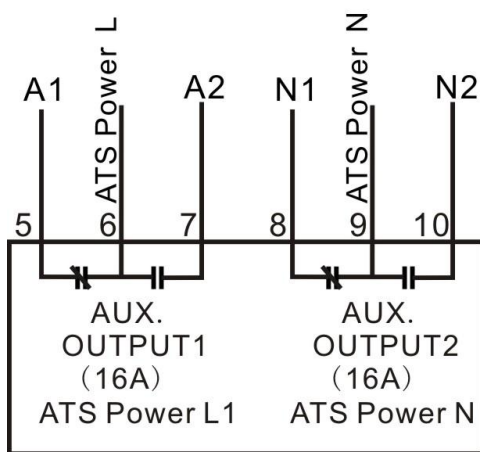 A1
ATS Power L
A2
N1
ATS Power N
N2
5
6
7
8
9
10
AUX.
OUTPUT1
(16A)
ATS Power L1
AUX.
OUTPUT2
(16A)
ATS Power N